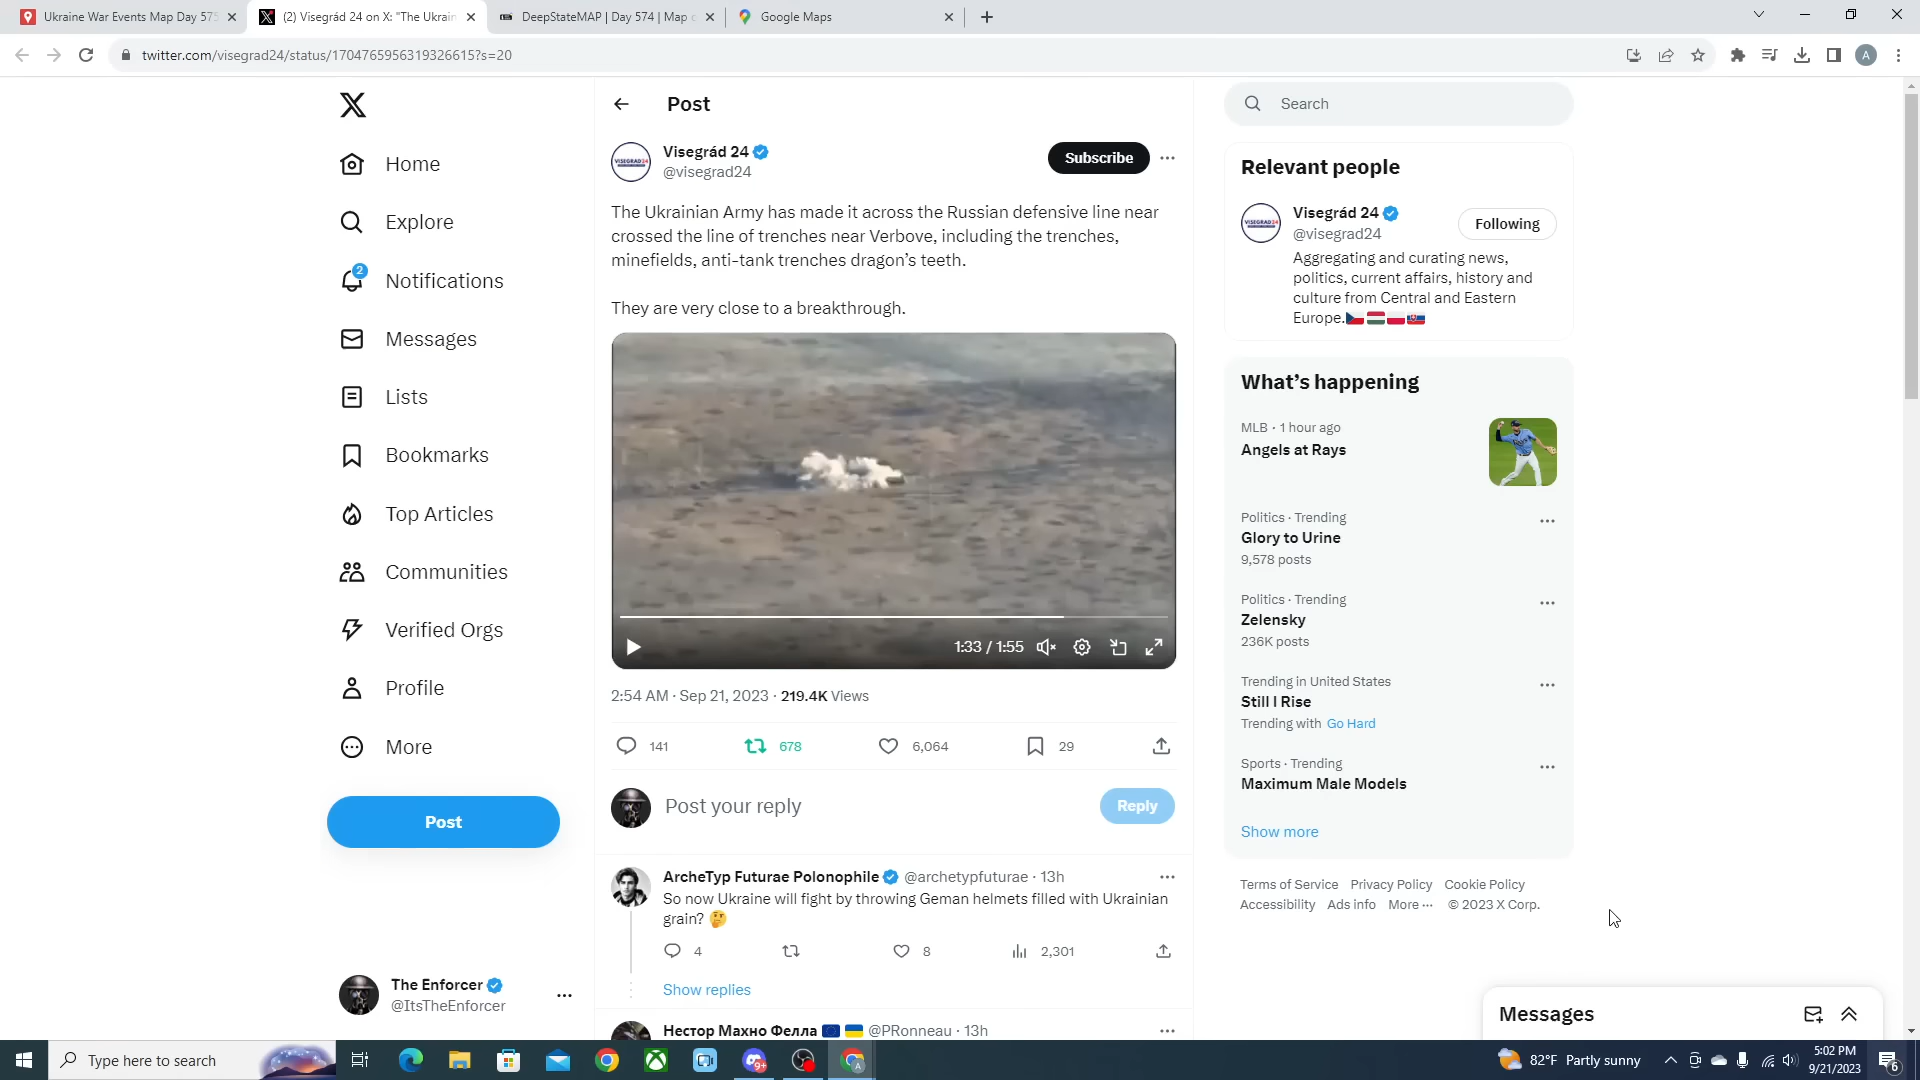 Ukraine War Events Map Day 575
(2) Visegrád 24 on X: "The Ukrain
DeepStateMAP | Day 574 | Map o
Google Maps
twitter.com/visegrad24/status/1704765956319326615?s=20
A
Home
Explore
2
Notifications
Messages
Lists
Bookmarks
Top Articles
Communities
Verified Orgs
Profile
More
Post
The Enforcer
@ItsTheEnforcer
Post
VISEGRAD24
Visegrád 24
@visegrad24
Subscribe
The Ukrainian Army has made it across the Russian defensive line near
crossed the line of trenches near Verbove, including the trenches,
minefields, anti-tank trenches dragon’s teeth.
They are very close to a breakthrough.
1:33 / 1:55
2:54 AM · Sep 21, 2023 · 219.4K Views
141
678
6,064
29
Post your reply
Reply
ArcheTyp Futurae Polonophile @archetypfuturae · 13h
So now Ukraine will fight by throwing Geman helmets filled with Ukrainian
grain? 🤔
4
8
2,301
Show replies
Нестор Махно Фелла 🇪🇺 🇺🇦 @PRonneau · 13h
Search
Relevant people
VISEGRAD24
Visegrád 24
@visegrad24
Following
Aggregating and curating news,
politics, current affairs, history and
culture from Central and Eastern
Europe.🇨🇿🇭🇺🇵🇱🇸🇰
What’s happening
MLB · 1 hour ago
Angels at Rays
Politics · Trending
Glory to Urine
9,578 posts
Politics · Trending
Zelensky
236K posts
Trending in United States
Still I Rise
Trending with Go Hard
Sports · Trending
Maximum Male Models
Show more
Terms of Service Privacy Policy Cookie Policy
Accessibility Ads info More ··· © 2023 X Corp.
Messages
Type here to search
9+
A
82°F Partly sunny
5:02 PM
9/21/2023
6